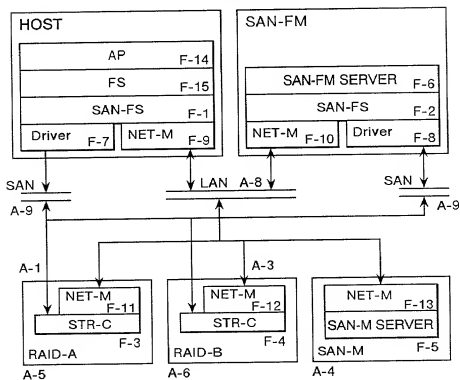 HOST
AP
F-14
FS
F-15
SAN-FS
F-1
Driver
F-7
NET-M
F-9
SAN-FM
SAN-FM SERVER
F-6
SAN-FS
F-2
NET-M
F-10
Driver
F-8
SAN
A-9
LAN
A-8
SAN
A-9
A-1
A-3
NET-M
F-11
STR-C
F-3
RAID-A
A-5
NET-M
F-12
STR-C
F-4
RAID-B
A-6
NET-M
F-13
SAN-M SERVER
F-5
SAN-M
A-4